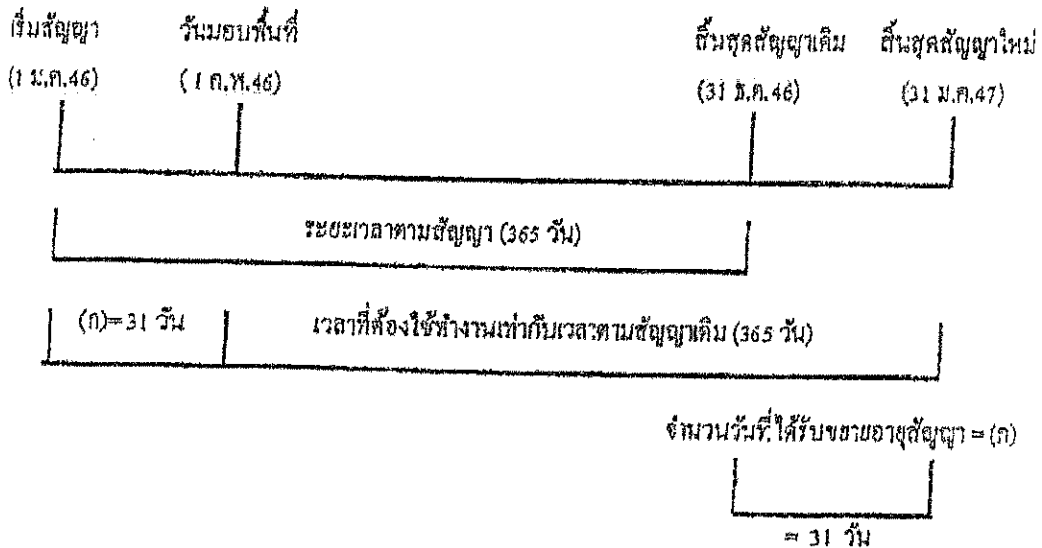 เริ่มสัญญา วันมอบพื้นที่ สิ้นสุดสัญญาเดิม สิ้นสุดสัญญาใหม่
(1 ม.ค.46) (1 ก.พ.46) (31 ธ.ค.46) (31 ม.ค.47)
ระยะเวลาตามสัญญา (365 วัน)
(ก)=31 วัน เวลาที่ต้องใช้ทำงานเท่ากับเวลาตามสัญญาเดิม (365 วัน)
จำนวนวันที่ได้รับขยายอายุสัญญา = (ก)
= 31 วัน